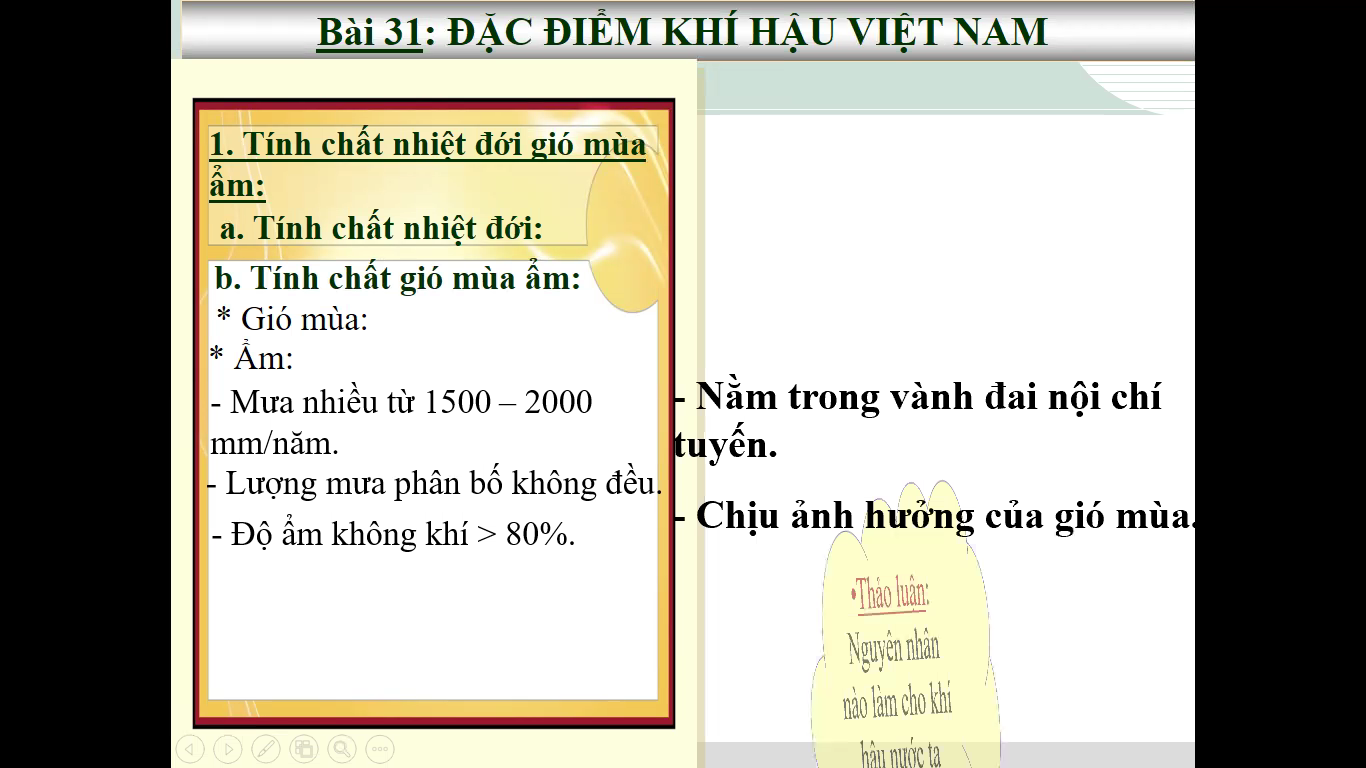 Bài 31: ĐẶC ĐIỂM KHÍ HẬU VIỆT NAM
1. Tính chất nhiệt đới gió mùa
ẩm:
a. Tính chất nhiệt đới:
b. Tính chất gió mùa ẩm:
* Gió mùa:
* Ẩm:
- Mưa nhiều từ 1500 – 2000
mm/năm.
- Lượng mưa phân bố không đều.
- Độ ẩm không khí > 80%.
- Nằm trong vành đai nội chí
tuyến.
- Chịu ảnh hưởng của gió mùa.
•Thảo luận:
Nguyên nhân
nào làm cho khí
hậu nước ta